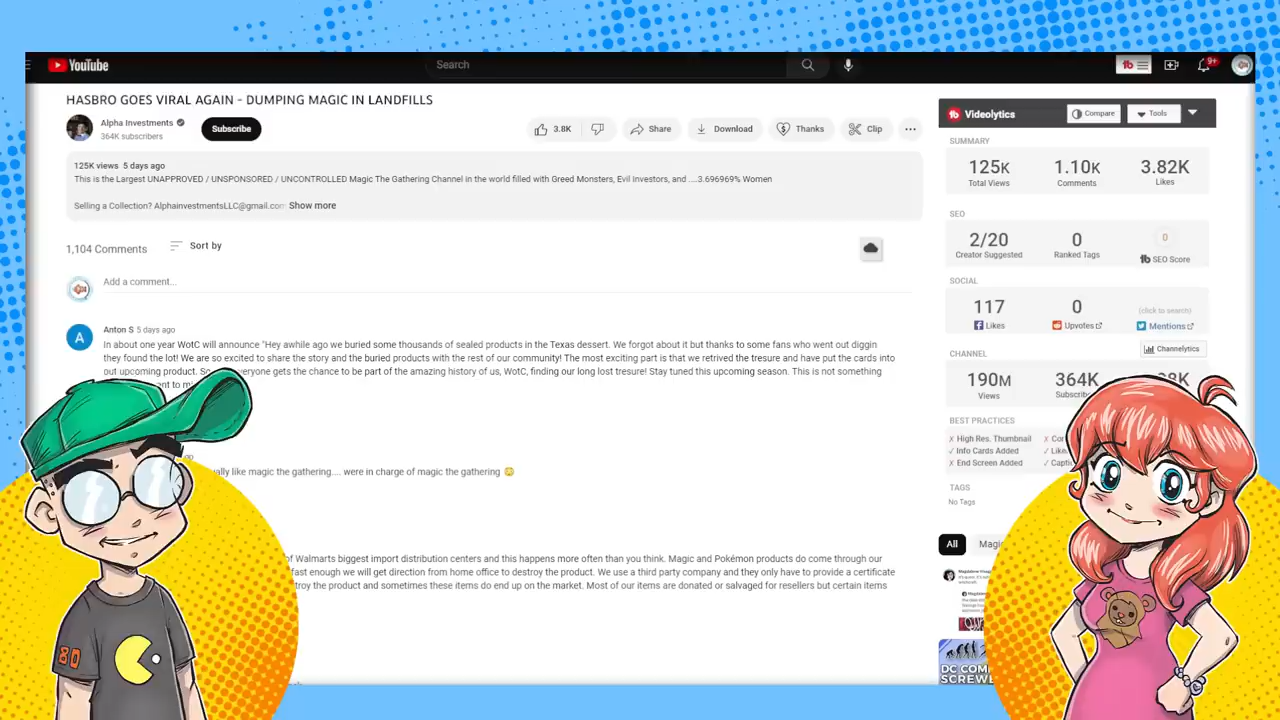 YouTube
Search
9+
HASBRO GOES VIRAL AGAIN - DUMPING MAGIC IN LANDFILLS
Alpha Investments
364K subscribers
Subscribe
3.8K
Share
Download
Thanks
Clip
125K views 5 days ago
This is the Largest UNAPPROVED / UNSPONSORED / UNCONTROLLED Magic The Gathering Channel in the world filled with Greed Monsters, Evil Investors, and ....3.696969% Women
Selling a Collection? AlphainvestmentsLLC@gmail.com Show more
1,104 Comments
Sort by
Add a comment...
A
Anton S 5 days ago
In about one year WotC will announce "Hey awhile ago we buried some thousands of sealed products in the Texas dessert. We forgot about it but thanks to some fans who went out diggin
they found the lot! We are so excited to share the story and the buried products with the rest of our community! The most exciting part is that we retrived the tresure and have put the cards into
out upcoming product. everyone gets the chance to be part of the amazing history of us, WotC, finding our long lost tresure! Stay tuned this upcoming season. This is not something
like magic the gathering.... were in charge of magic the gathering
of Walmarts biggest import distribution centers and this happens more often than you think. Magic and Pokémon products do come through our
fast enough we will get direction from home office to destroy the product. We use a third party company and they only have to provide a certificate
the product and sometimes these items do end up on the market. Most of our items are donated or salvaged for resellers but certain items
80
Videolytics
Compare
Tools
SUMMARY
125K
1.10K
3.82K
Total Views
Comments
Likes
SEO
2/20
0
0
Creator Suggested
Ranked Tags
SEO Score
SOCIAL
117
0
(click to search)
Likes
Upvotes
Mentions
CHANNEL
Channelytics
190M
364K
Views
BEST PRACTICES
High Res. Thumbnail
Info Cards Added
End Screen Added
TAGS
No Tags
All
DC COM
SCREWE